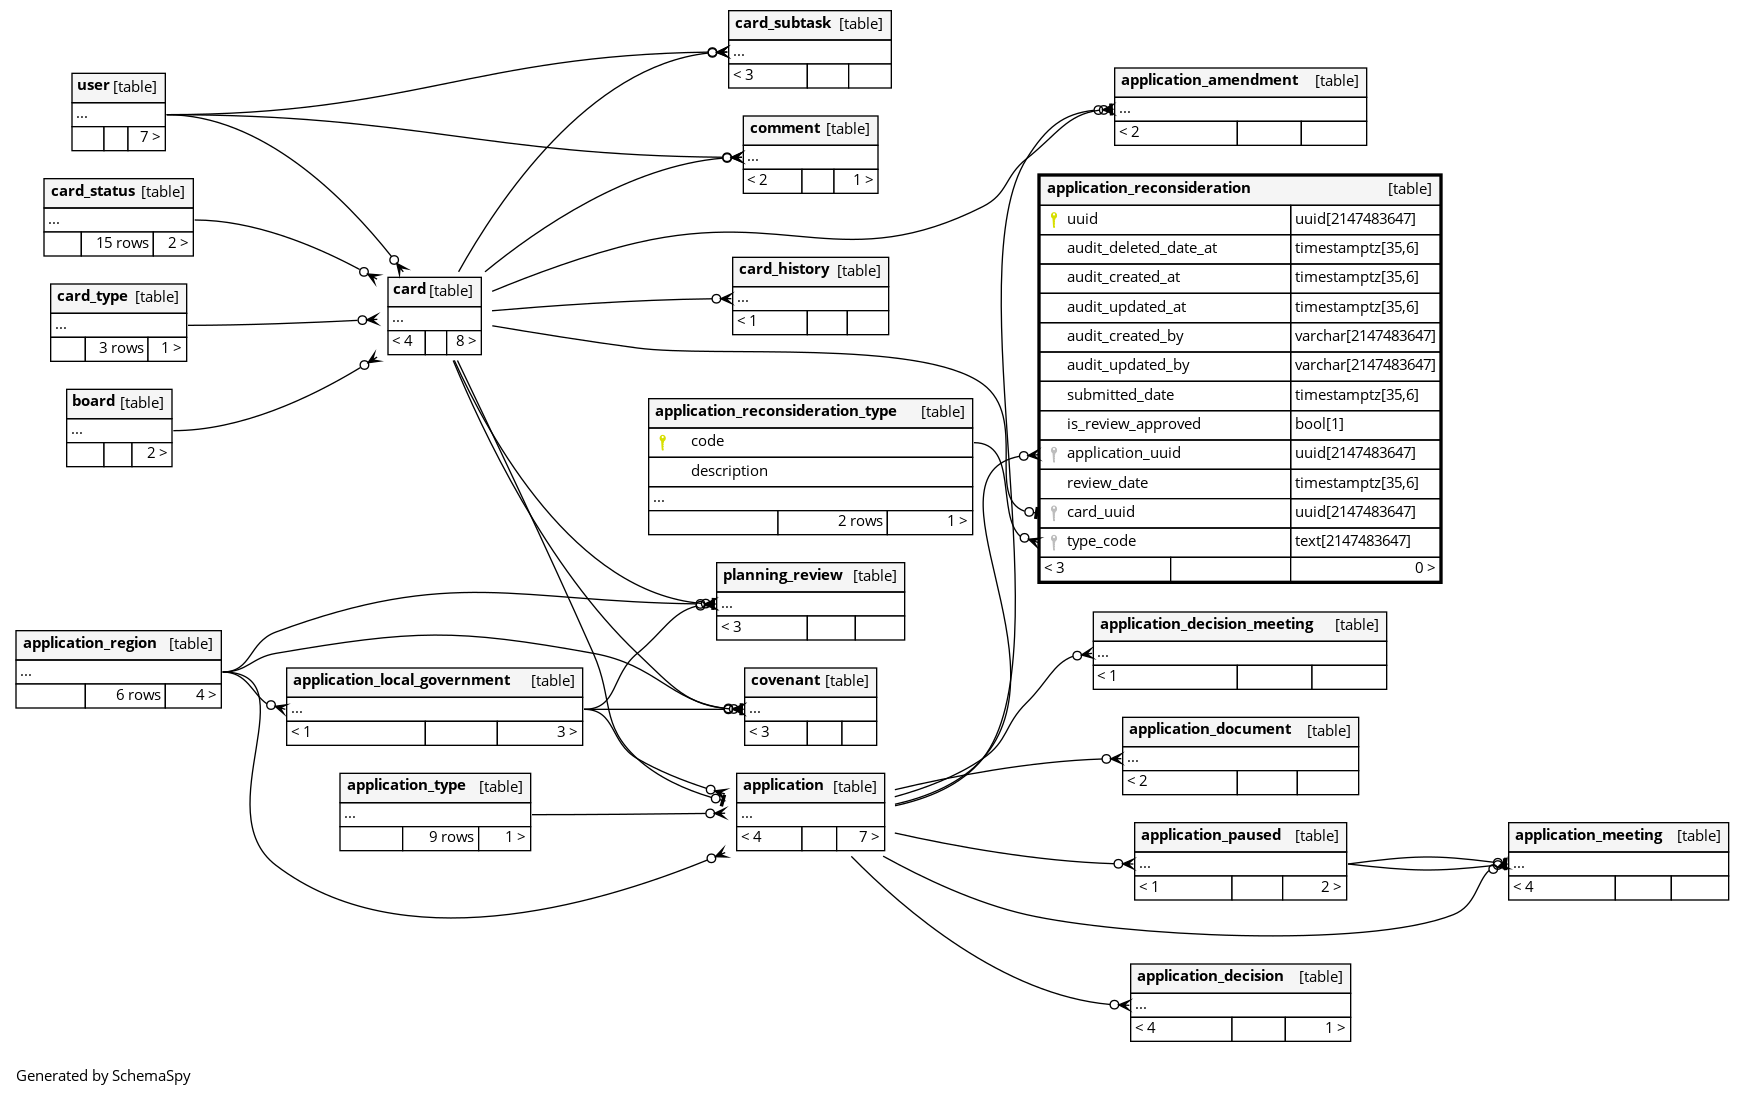 card_subtask [table]
...
< 3
user [table]
...
7 >
application_amendment [table]
...
< 2
comment [table]
...
< 2 1 >
card_status [table]
...
15 rows 2 >
application_reconsideration [table]
uuid uuid[2147483647]
audit_deleted_date_at timestamptz[35,6]
audit_created_at timestamptz[35,6]
audit_updated_at timestamptz[35,6]
audit_created_by varchar[2147483647]
audit_updated_by varchar[2147483647]
submitted_date timestamptz[35,6]
is_review_approved bool[1]
application_uuid uuid[2147483647]
review_date timestamptz[35,6]
card_uuid uuid[2147483647]
type_code text[2147483647]
< 3 0 >
card_history [table]
...
< 1
card [table]
...
< 4 8 >
card_type [table]
...
3 rows 1 >
board [table]
...
2 >
application_reconsideration_type [table]
code
description
...
2 rows 1 >
planning_review [table]
...
< 3
application_region [table]
...
6 rows 4 >
application_local_government [table]
...
< 1 3 >
covenant [table]
...
< 3
application_decision_meeting [table]
...
< 1
application_document [table]
...
< 2
application_type [table]
...
9 rows 1 >
application [table]
...
< 4 7 >
application_paused [table]
...
< 1 2 >
application_meeting [table]
...
< 4
application_decision [table]
...
< 4 1 >
Generated by SchemaSpy